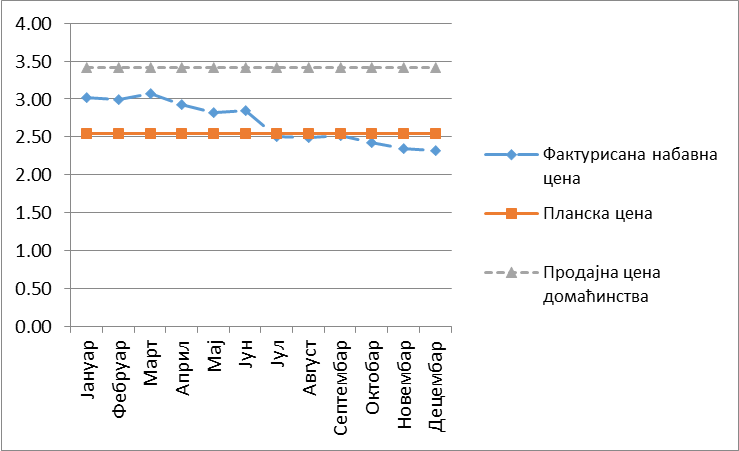 4.00
3.50
3.00
2.50
2.00
1.50
1.00
0.50
0.00
Јануар
Фебруар
Март
Април
Мај
Јун
Јул
Август
Септембар
Октобар
Новембар
Децембар
Фактурисана набавна
цена
Планска цена
Продајна цена
домаћинства